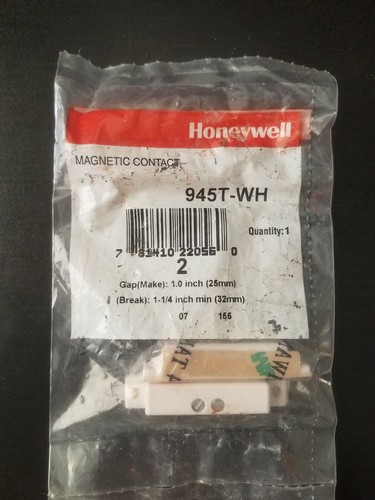 Honeywell
MAGNETIC CONTACT
945T-WH
Quantity:1
7 81410 22056 0
2
Gap(Make): 1.0 inch (25mm)
(Break): 1-1/4 inch min (32mm)
07 155